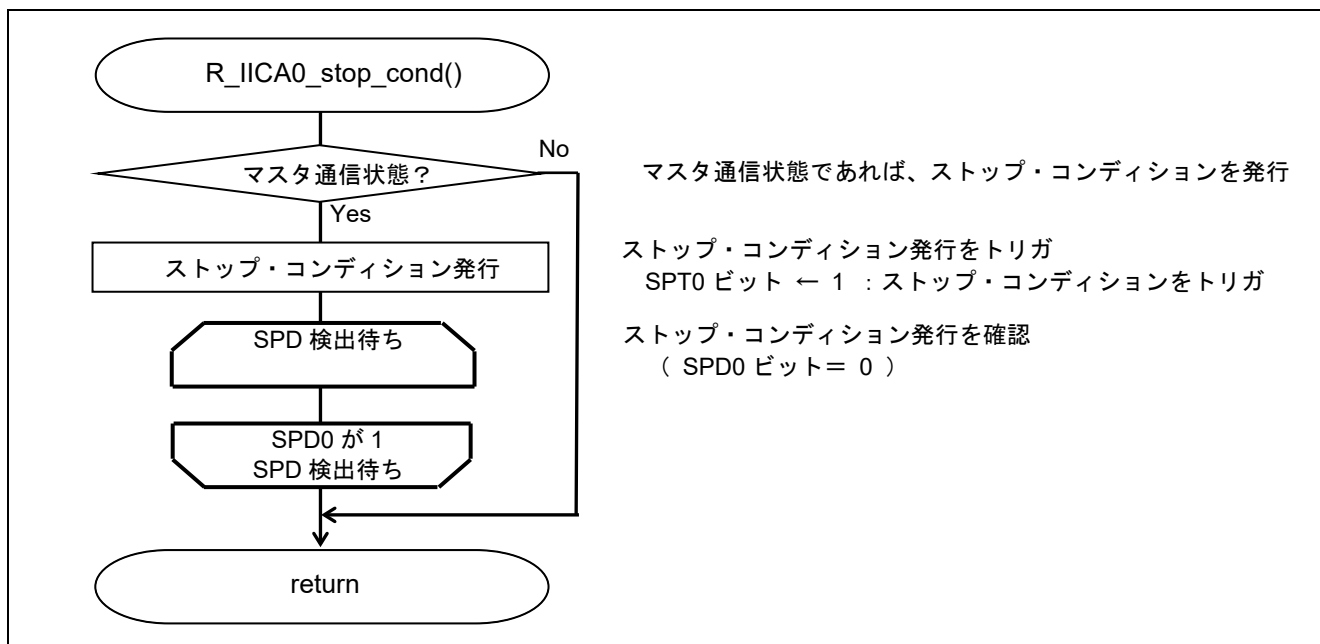 R_IICA0_stop_cond()
マスタ通信状態？
No
マスタ通信状態であれば、ストップ・コンディションを発行
Yes
ストップ・コンディション発行
ストップ・コンディション発行をトリガ
SPT0 ビット ← 1 ：ストップ・コンディションをトリガ
SPD 検出待ち
ストップ・コンディション発行を確認
（ SPD0 ビット＝ 0 ）
SPD0 が 1
SPD 検出待ち
return